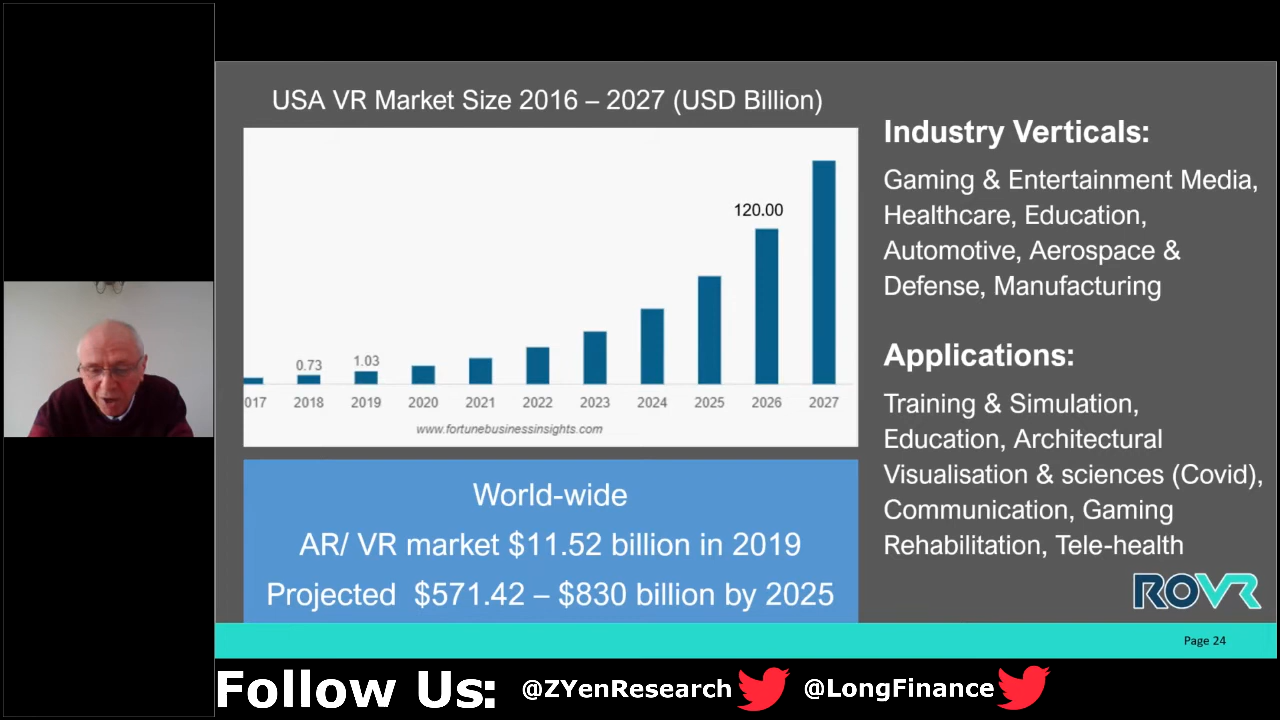 USA VR Market Size 2016 – 2027 (USD Billion)
120.00
0.73
1.03
017 2018 2019 2020 2021 2022 2023 2024 2025 2026 2027
www.fortunebusinessinsights.com
World-wide
AR/ VR market $11.52 billion in 2019
Projected $571.42 – $830 billion by 2025
Industry Verticals:
Gaming & Entertainment Media,
Healthcare, Education,
Automotive, Aerospace &
Defense, Manufacturing
Applications:
Training & Simulation,
Education, Architectural
Visualisation & sciences (Covid),
Communication, Gaming
Rehabilitation, Tele-health
ROVR
Page 24
Follow Us: @ZYenResearch @LongFinance